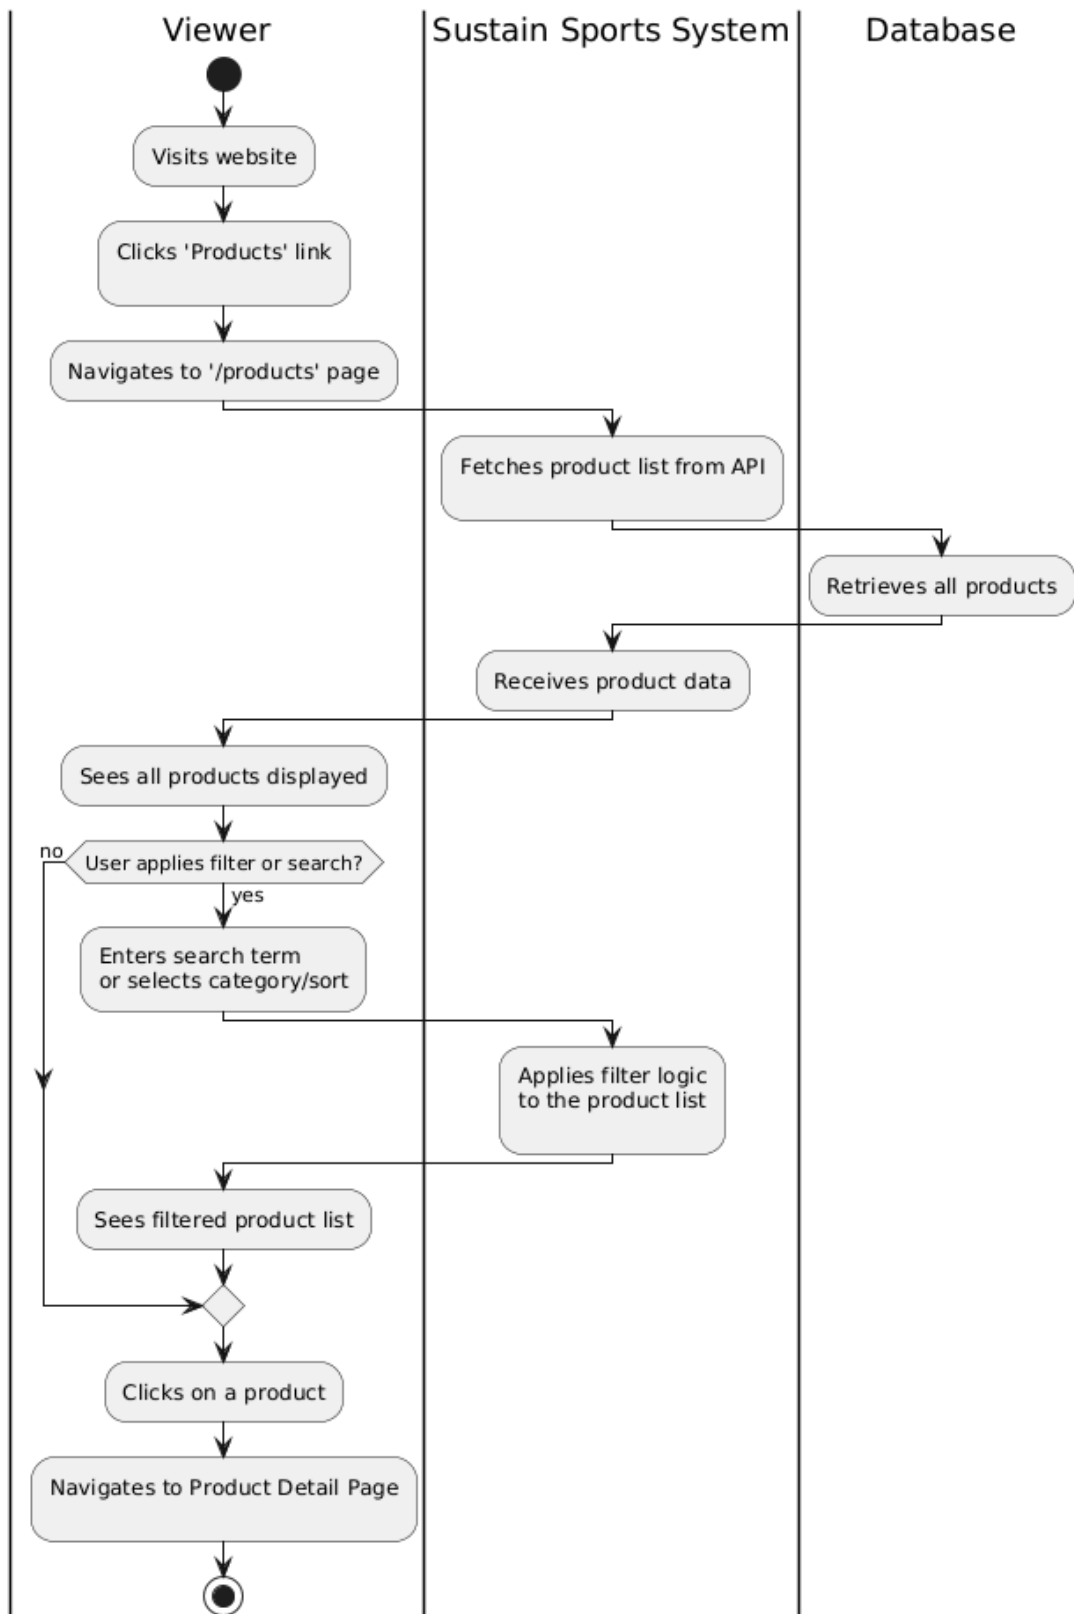 Viewer
Sustain Sports System
Database
Visits website
Clicks 'Products' link
Navigates to '/products' page
Fetches product list from API
Retrieves all products
Receives product data
Sees all products displayed
no
User applies filter or search?
yes
Enters search term
or selects category/sort
Applies filter logic
to the product list
Sees filtered product list
Clicks on a product
Navigates to Product Detail Page